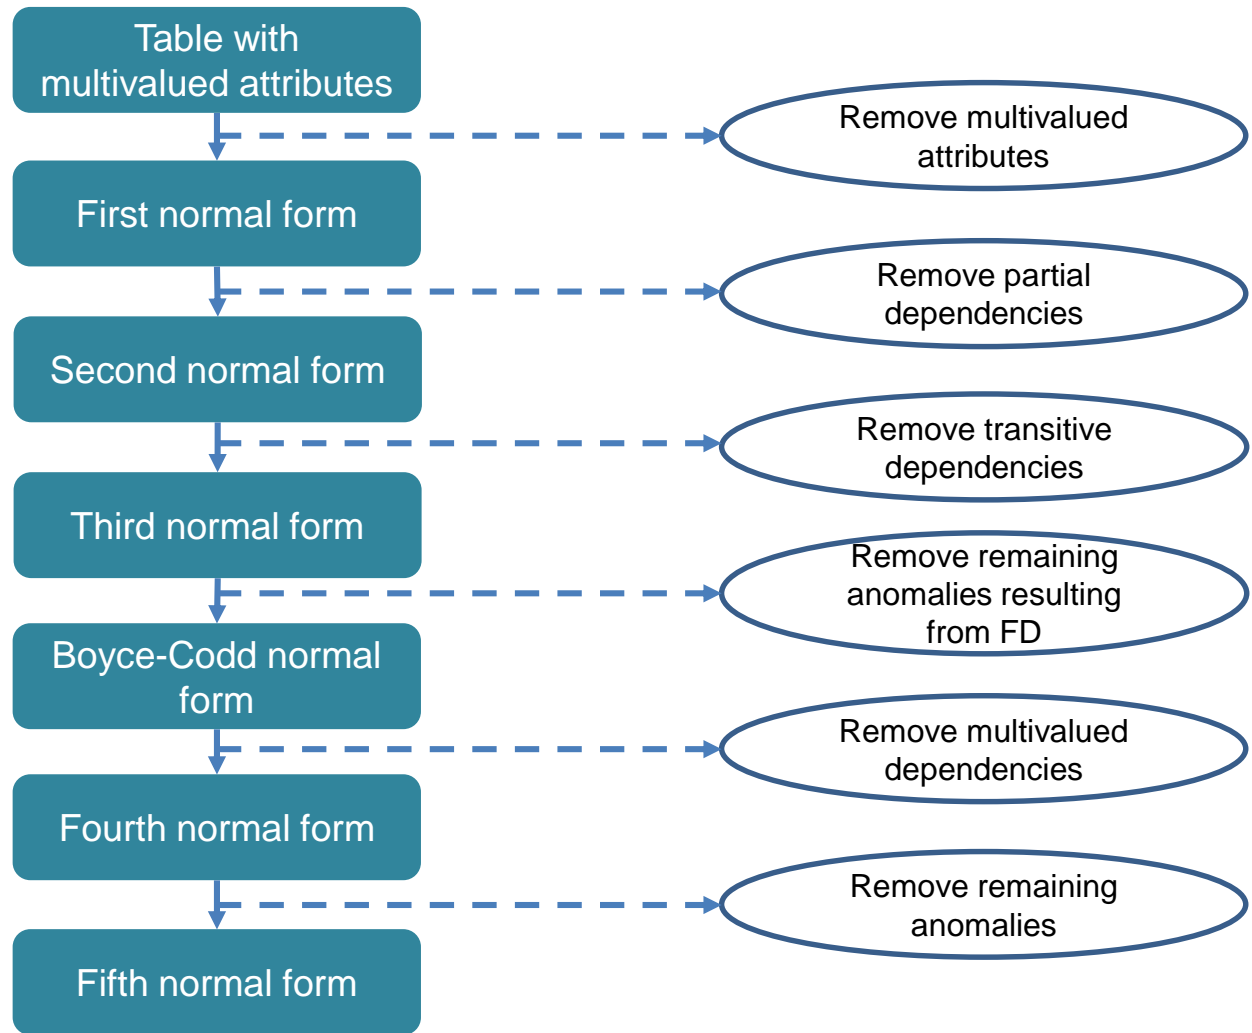 Table with
multivalued attributes
Remove multivalued
attributes
First normal form
Remove partial
dependencies
Second normal form
Remove transitive
dependencies
Third normal form
Remove remaining
anomalies resulting
from FD
Boyce-Codd normal
form
Remove multivalued
dependencies
Fourth normal form
Remove remaining
anomalies
Fifth normal form